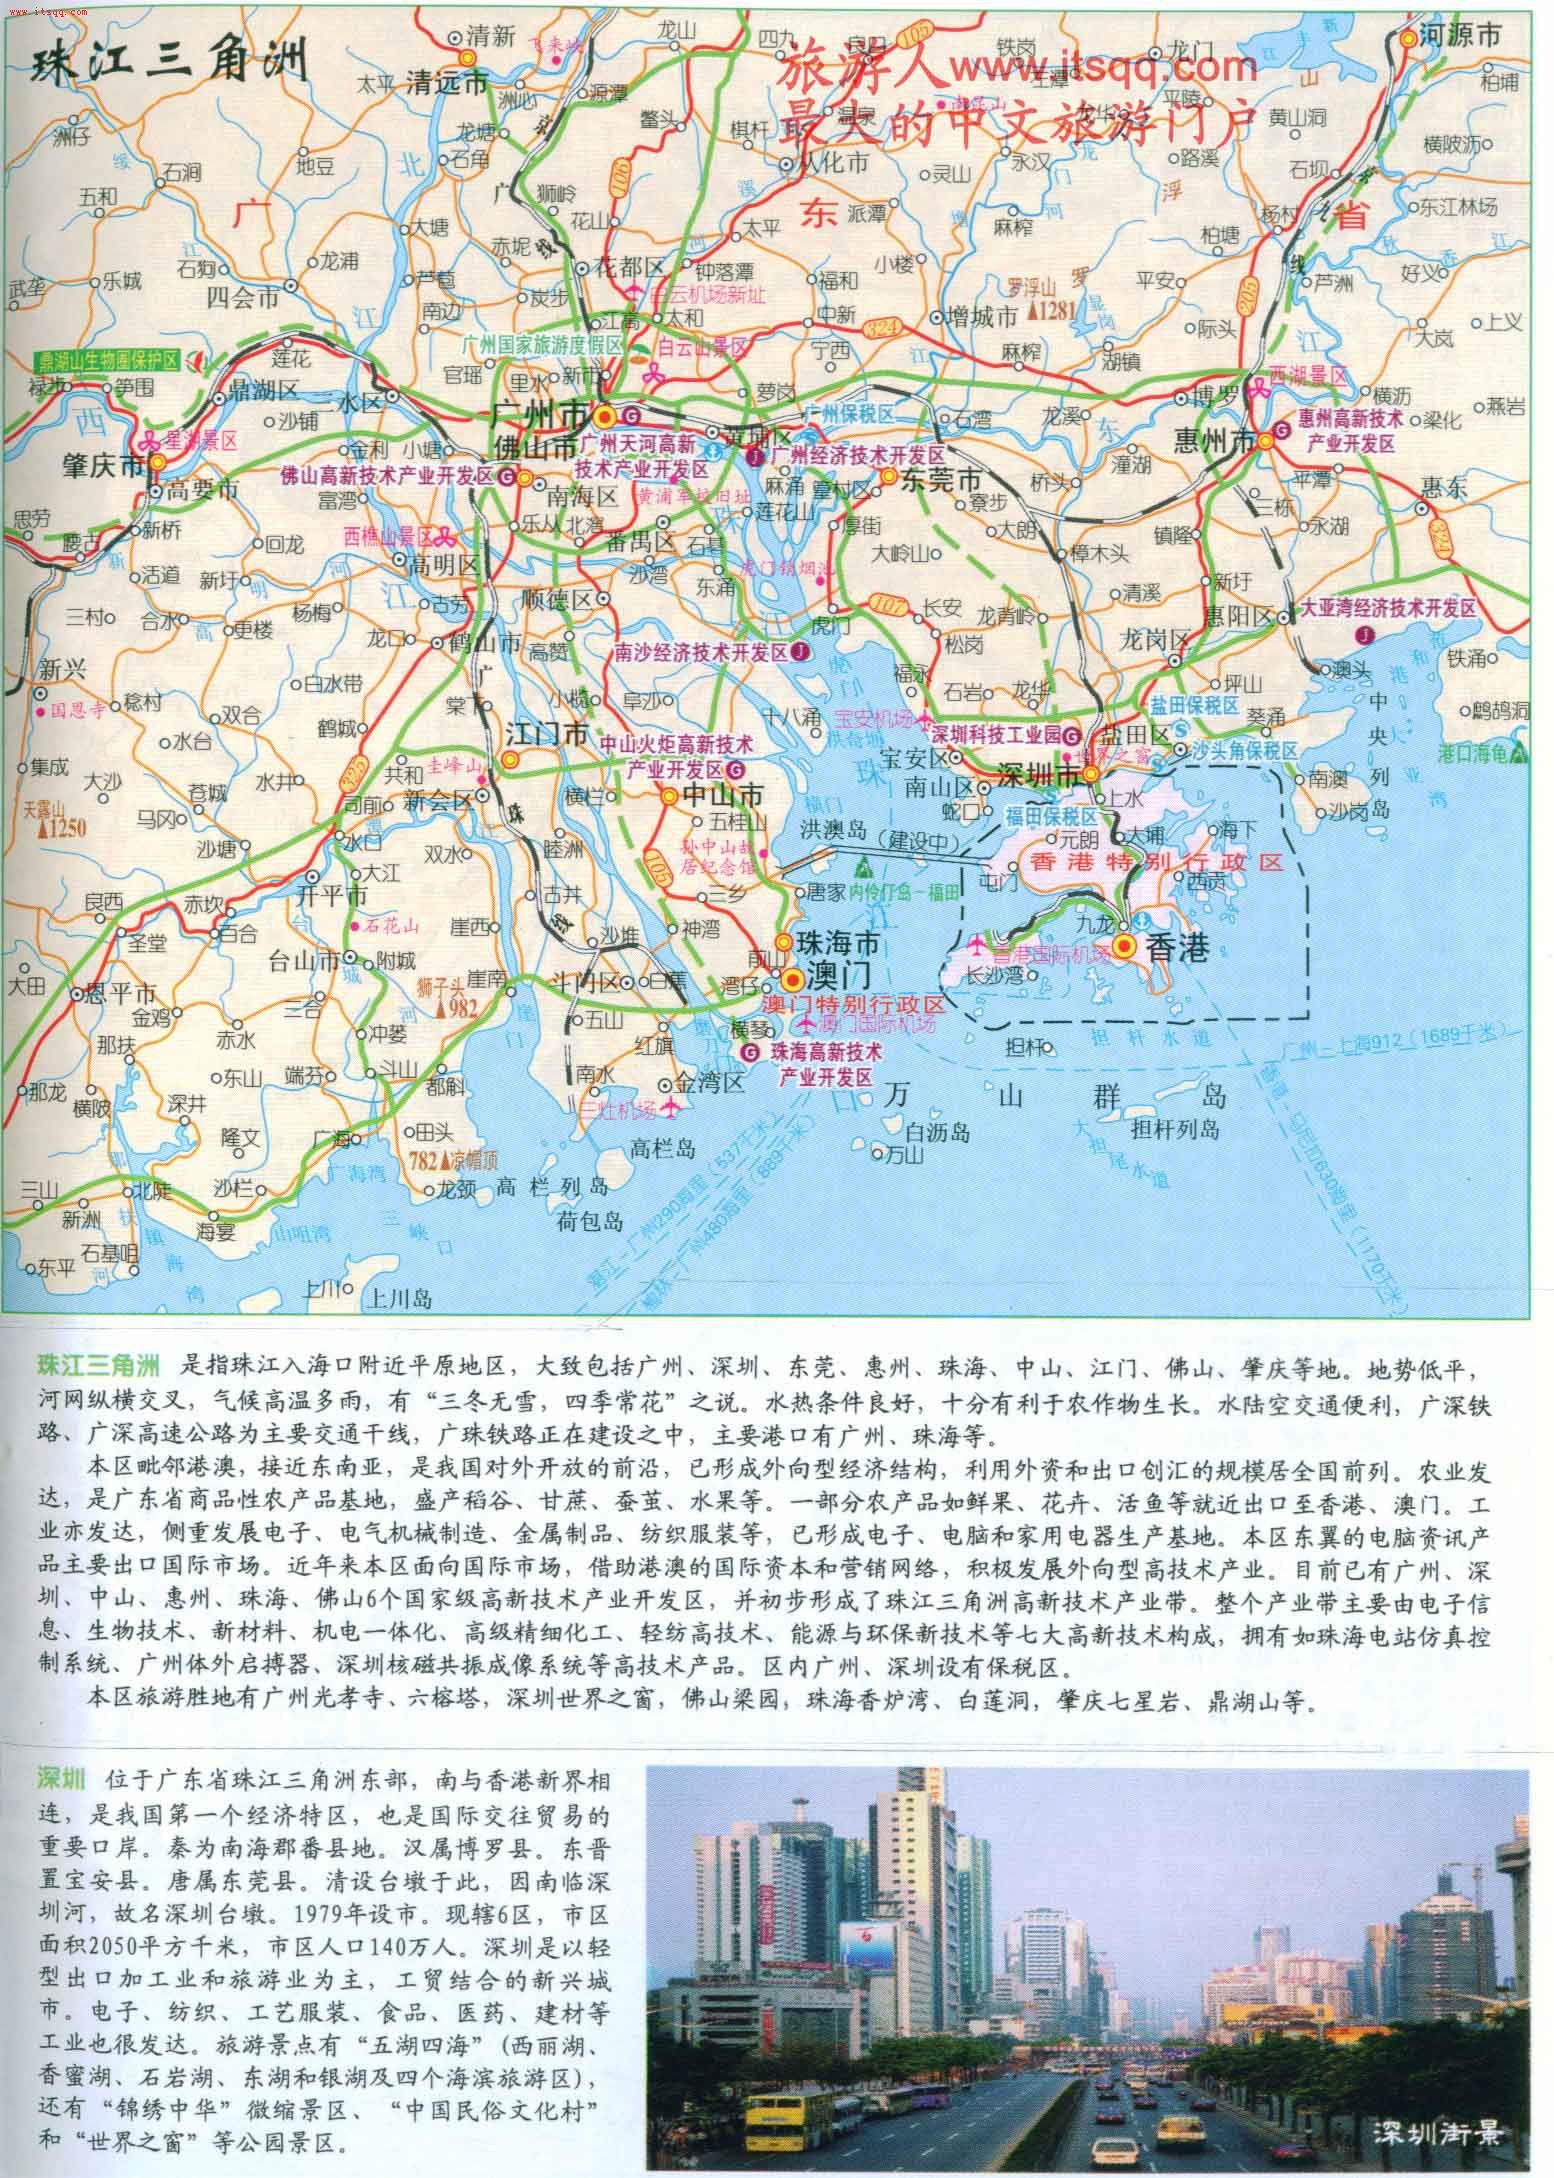 www.itsqq.com
珠江三角洲
旅游人www.itsqq.com
最大的中文旅游门户
广
东
省
清新
清远市
太平
飞来峡
洲心
源潭
龙山
四九
良口
铁岗
龙门
河源市
柏埔
洲仔
地豆
龙塘
石角
鳌头
棋杆
温泉
从化市
南昆山
永汉
平陵
黄山洞
横陂沥
石涧
五和
狮岭
花山
大塘
灵山
路溪
石坝
东江林场
太平
派潭
麻榨
柏塘
杨村
武垄
乐城
石狗
龙浦
四会市
芦苞
赤坭
炭步
花都区
钟落潭
福和
小楼
平安
芦洲
好义
白云机场新址
南边
江高
太和
中新
增城市
罗浮山
1281
际头
大岚
上义
鼎湖山生物圈保护区
广州国家旅游度假区
白云山景区
宁西
麻榨
湖镇
莲花
官瑶
里水
新市
萝岗
西湖景区
禄步
笋围
鼎湖区
三水区
沙铺
广州市
广州保税区
石湾
龙溪
博罗
横沥
梁化
燕岩
星湖景区
肇庆市
金利
小塘
佛山市
广州天河高新
技术产业开发区
黄埔区
广州经济技术开发区
惠州市
惠州高新技术
产业开发区
佛山高新技术产业开发区
高要市
富湾
南海区
黄浦军校旧址
麻涌
篁村区
东莞市
桥头
潼湖
平潭
惠东
思劳
新桥
腰古
回龙
西樵山景区
乐从
北滘
番禺区
石基
莲花山
厚街
寮步
大朗
三栋
永湖
镇隆
活道
新圩
高明区
沙湾
东涌
虎门销烟池
大岭山
樟木头
清溪
新圩
三村
合水
更楼
杨梅
古劳
顺德区
虎门
长安
龙背岭
惠阳区
大亚湾经济技术开发区
龙口
鹤山市
高赞
南沙经济技术开发区
松岗
龙岗区
澳头
铁涌
新兴
稔村
国恩寺
双合
白水带
棠下
小榄
阜沙
十八涌
福永
石岩
龙华
坪山
鹧鸪洞
水台
鹤城
江门市
中山火炬高新技术
产业开发区
宝安机场
深圳科技工业园
盐田保税区
盐田区
葵涌
沙头角保税区
港口海龟
集成
大沙
苍城
水井
共和
圭峰山
新会区
横栏
中山市
宝安区
南山区
蛇口
深圳市
世界之窗
南澳
沙岗
中央列岛
天露山
1250
马冈
司前
五桂山
洪澳岛（建设中）
福田保税区
上水
元朗
大埔
海下
香港特别行政区
沙塘
水口
双水
睦洲
孙中山故
居纪念馆
内伶仃岛-福田
屯门
西贡
良西
赤坎
开平市
大江
古井
三乡
唐家
九龙
圣堂
百合
石花山
崖西
沙堆
神湾
珠海市
香港国际机场
香港
大田
恩平市
台山市
附城
狮子头
982
崖南
斗门区
白蕉
前山
湾仔
澳门
澳门特别行政区
长沙湾
金鸡
三合
五山
横琴
澳门国际机场
那扶
赤水
冲蒌
红旗
珠海高新技术
产业开发区
担杆
担杆水道
广州-上海912（1689千米）
那龙
横陂
东山
端芬
斗山
都斛
南水
金湾区
三灶机场
万山群岛
深井
隆文
广海
田头
782
凉帽顶
高栏岛
白沥岛
万山
担杆列岛
大担尾水道
三山
新洲
北陡
沙栏
龙颈
高栏列岛
荷包岛
广海湾
海宴
山咀湾
三峡口
石基咀
东平
镇海湾
上川
上川岛
湛江-广州290海里（537千米）
榆林-广州480海里（889千米）
香港-马尼拉630海里（1170千米）
珠江三角洲 是指珠江入海口附近平原地区，大致包括广州、深圳、东莞、惠州、珠海、中山、江门、佛山、肇庆等地。地势低平，
河网纵横交叉，气候高温多雨，有“三冬无雪，四季常花”之说。水热条件良好，十分有利于农作物生长。水陆空交通便利，广深铁
路、广深高速公路为主要交通干线，广珠铁路正在建设之中，主要港口有广州、珠海等。
本区毗邻港澳，接近东南亚，是我国对外开放的前沿，已形成外向型经济结构，利用外资和出口创汇的规模居全国前列。农业发
达，是广东省商品性农产品基地，盛产稻谷、甘蔗、蚕茧、水果等。一部分农产品如鲜果、花卉、活鱼等就近出口至香港、澳门。工
业亦发达，侧重发展电子、电气机械制造、金属制品、纺织服装等，已形成电子、电脑和家用电器生产基地。本区东翼的电脑资讯产
品主要出口国际市场。近年来本区面向国际市场，借助港澳的国际资本和营销网络，积极发展外向型高技术产业。目前已有广州、深
圳、中山、惠州、珠海、佛山6个国家级高新技术产业开发区，并初步形成了珠江三角洲高新技术产业带。整个产业带主要由电子信
息、生物技术、新材料、机电一体化、高级精细化工、轻纺高技术、能源与环保新技术等七大高新技术构成，拥有如珠海电站仿真控
制系统、广州体外启搏器、深圳核磁共振成像系统等高技术产品。区内广州、深圳设有保税区。
本区旅游胜地有广州光孝寺、六榕塔，深圳世界之窗，佛山梁园，珠海香炉湾、白莲洞，肇庆七星岩、鼎湖山等。
深圳 位于广东省珠江三角洲东部，南与香港新界相
连，是我国第一个经济特区，也是国际交往贸易的
重要口岸。秦为南海郡番县地。汉属博罗县。东晋
置宝安县。唐属东莞县。清设台墩于此，因南临深
圳河，故名深圳台墩。1979年设市。现辖6区，市区
面积2050平方千米，市区人口140万人。深圳是以轻
型出口加工业和旅游业为主，工贸结合的新兴城
市。电子、纺织、工艺服装、食品、医药、建材等
工业也很发达。旅游景点有“五湖四海”（西丽湖、
香蜜湖、石岩湖、东湖和银湖及四个海滨旅游区），
还有“锦绣中华”微缩景区、“中国民俗文化村”
和“世界之窗”等公园景区。
深圳街景